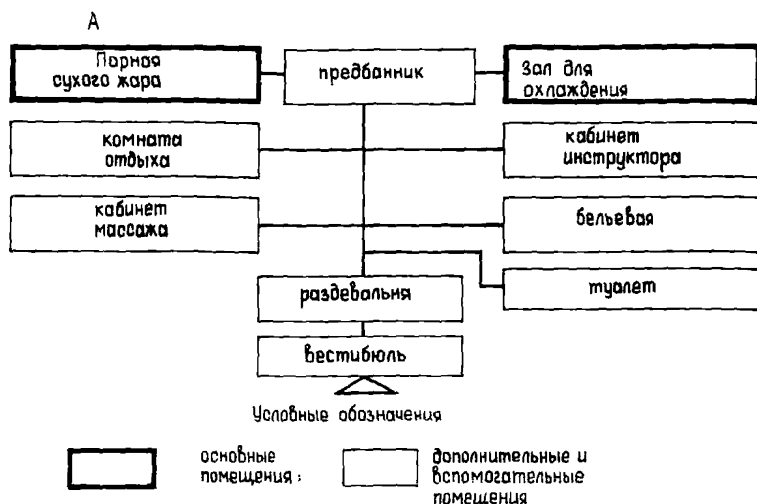 А
Парная
сухого жара
предбанник
зал для
охлаждения
комната
отдыха
кабинет
инструктора
кабинет
массажа
бельевая
туалет
раздевальня
вестибюль
Условные обозначения
основные
помещения:
дополнительные и
вспомогательные
помещения